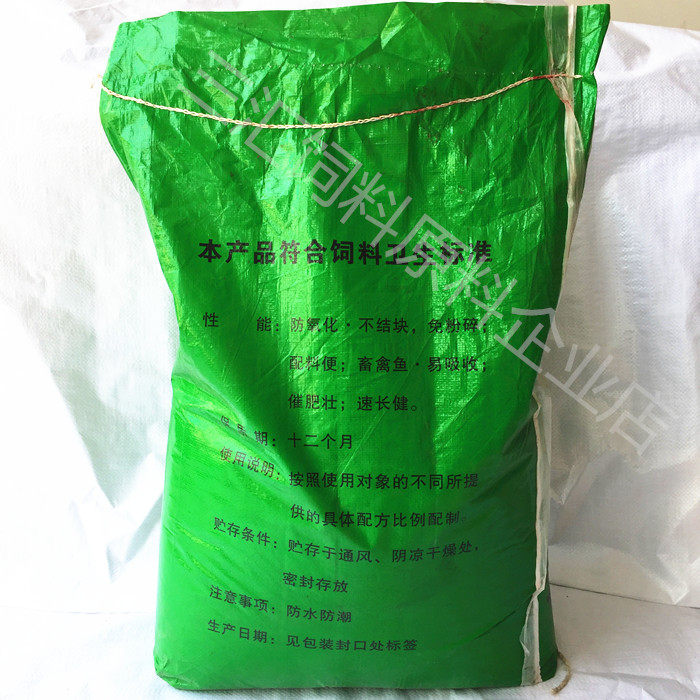 三汇饲料原料企业店
本产品符合饲料卫生标准
性 能：防氧化·不结块，免粉碎；
配料便；畜禽鱼·易吸收；
催肥壮；速长健。
保质期：十二个月
使用说明：按照使用对象的不同所提
供的具体配方比例配制。
贮存条件：贮存于通风、阴凉干燥处，
密封存放
注意事项：防水防潮
生产日期：见包装封口处标签